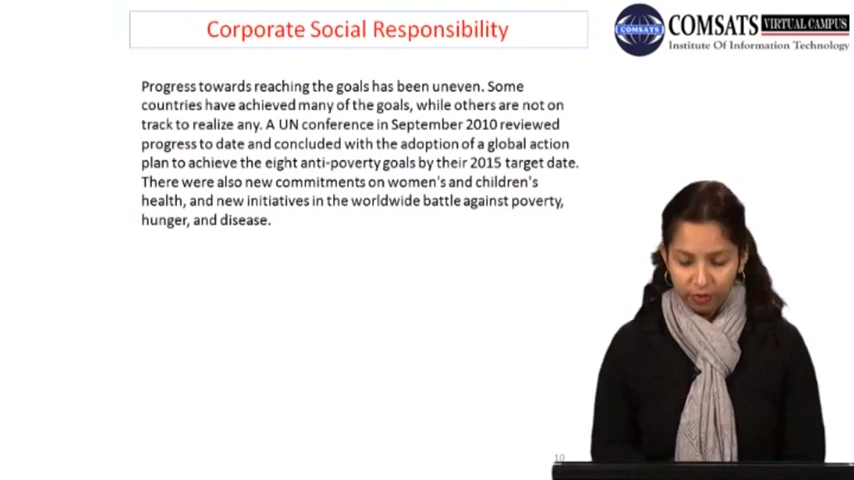 Corporate Social Responsibility
COMSATS VIRTUAL CAMPUS
Institute Of Information Technology
COMSATS
Progress towards reaching the goals has been uneven. Some
countries have achieved many of the goals, while others are not on
track to realize any. A UN conference in September 2010 reviewed
progress to date and concluded with the adoption of a global action
plan to achieve the eight anti-poverty goals by their 2015 target date.
There were also new commitments on women's and children's
health, and new initiatives in the worldwide battle against poverty,
hunger, and disease.
10